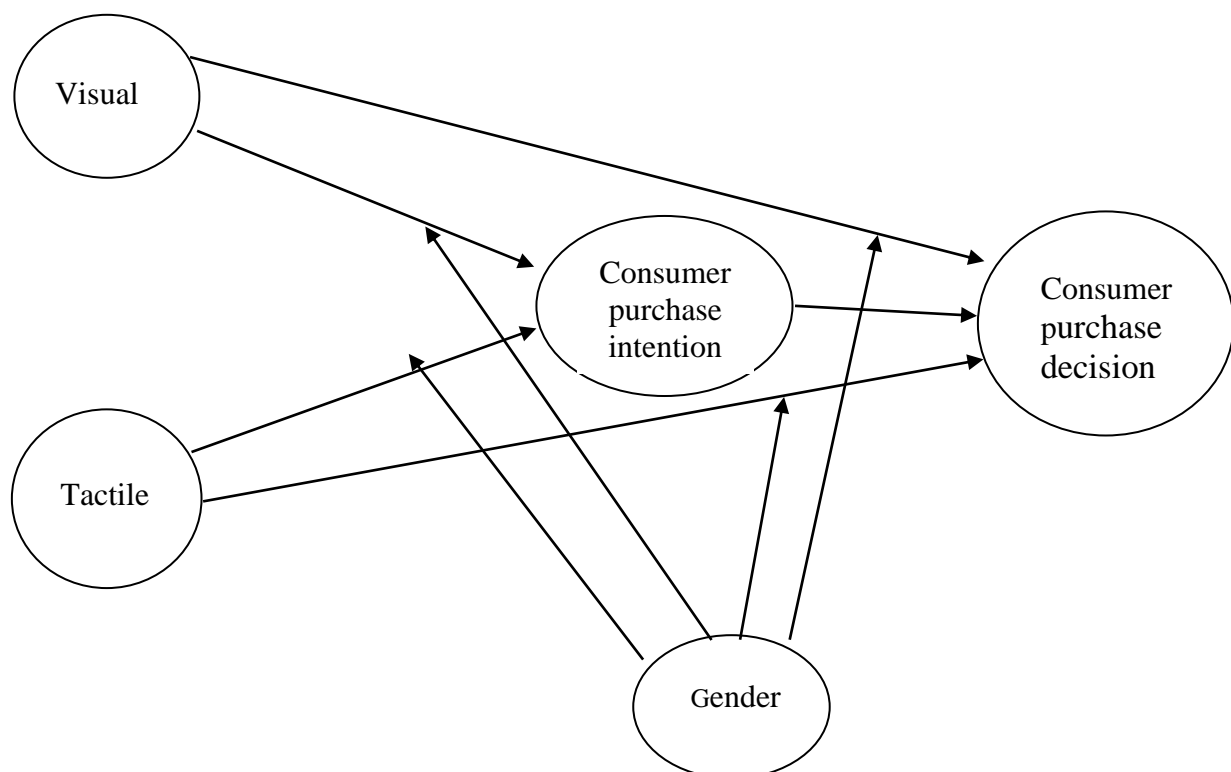 Visual
Consumer
purchase
intention
Consumer
purchase
decision
Tactile
Gender